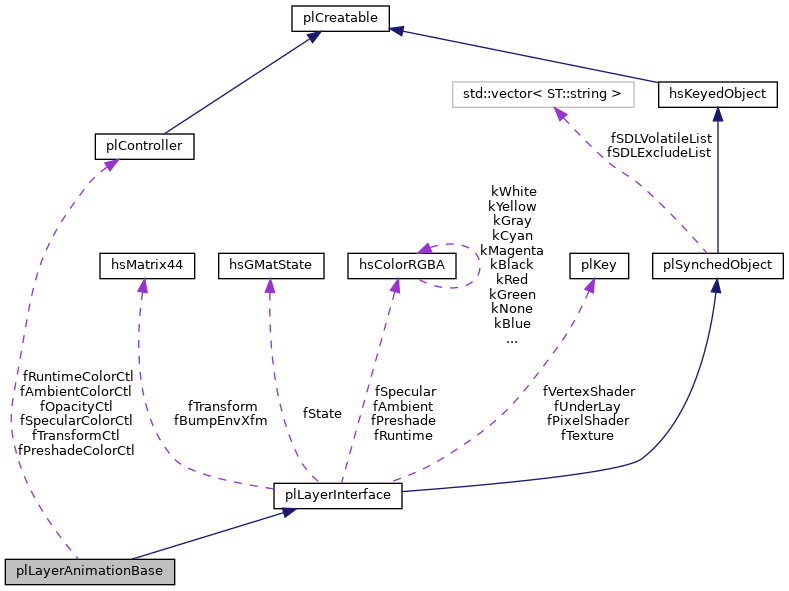 plCreatable
std::vector< ST::string >
hsKeyedObject
plController
fSDLVolatileList
fSDLExcludeList
kWhite
kYellow
kGray
kCyan
kMagenta
kBlack
kRed
kGreen
kNone
kBlue
...
hsMatrix44
hsGMatState
hsColorRGBA
plKey
plSynchedObject
fRuntimeColorCtl
fAmbientColorCtl
fOpacityCtl
fSpecularColorCtl
fTransformCtl
fPreshadeColorCtl
fTransform
fBumpEnvXfm
fState
fSpecular
fAmbient
fPreshade
fRuntime
fVertexShader
fUnderLay
fPixelShader
fTexture
plLayerInterface
plLayerAnimationBase